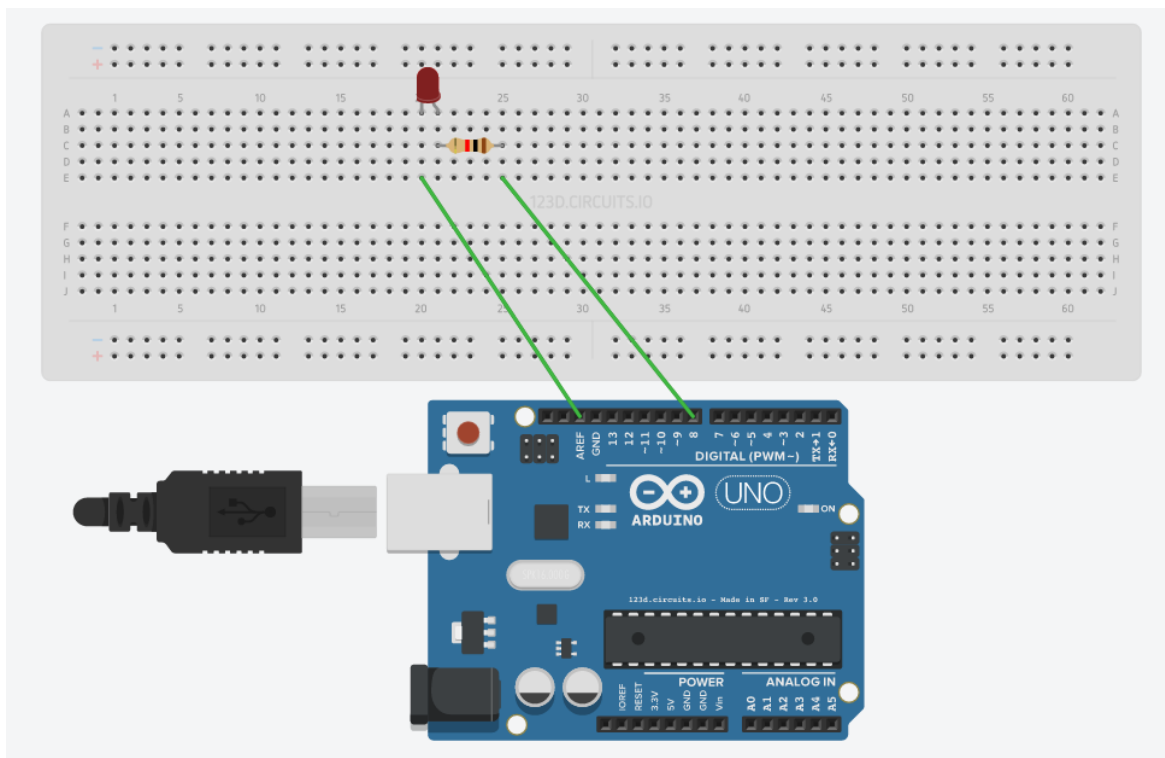 − −
+ +
1 5 10 15 20 25 30 35 40 45 50 55 60
A A
B B
C C
D D
E E
123D.CIRCUITS.IO
F F
G G
H H
I I
J J
1 5 10 15 20 25 30 35 40 45 50 55 60
− −
+ +
AREF GND 13 12 ~11 ~10 ~9 8 7 ~6 ~5 4 ~3 2 TX→1 RX←0
DIGITAL (PWM~)
L
TX
RX
ARDUINO
UNO
ON
123d.circuits.io - Made in SF - Rev 3.0
POWER
ANALOG IN
IOREF RESET 3.3V 5V GND GND Vin A0 A1 A2 A3 A4 A5